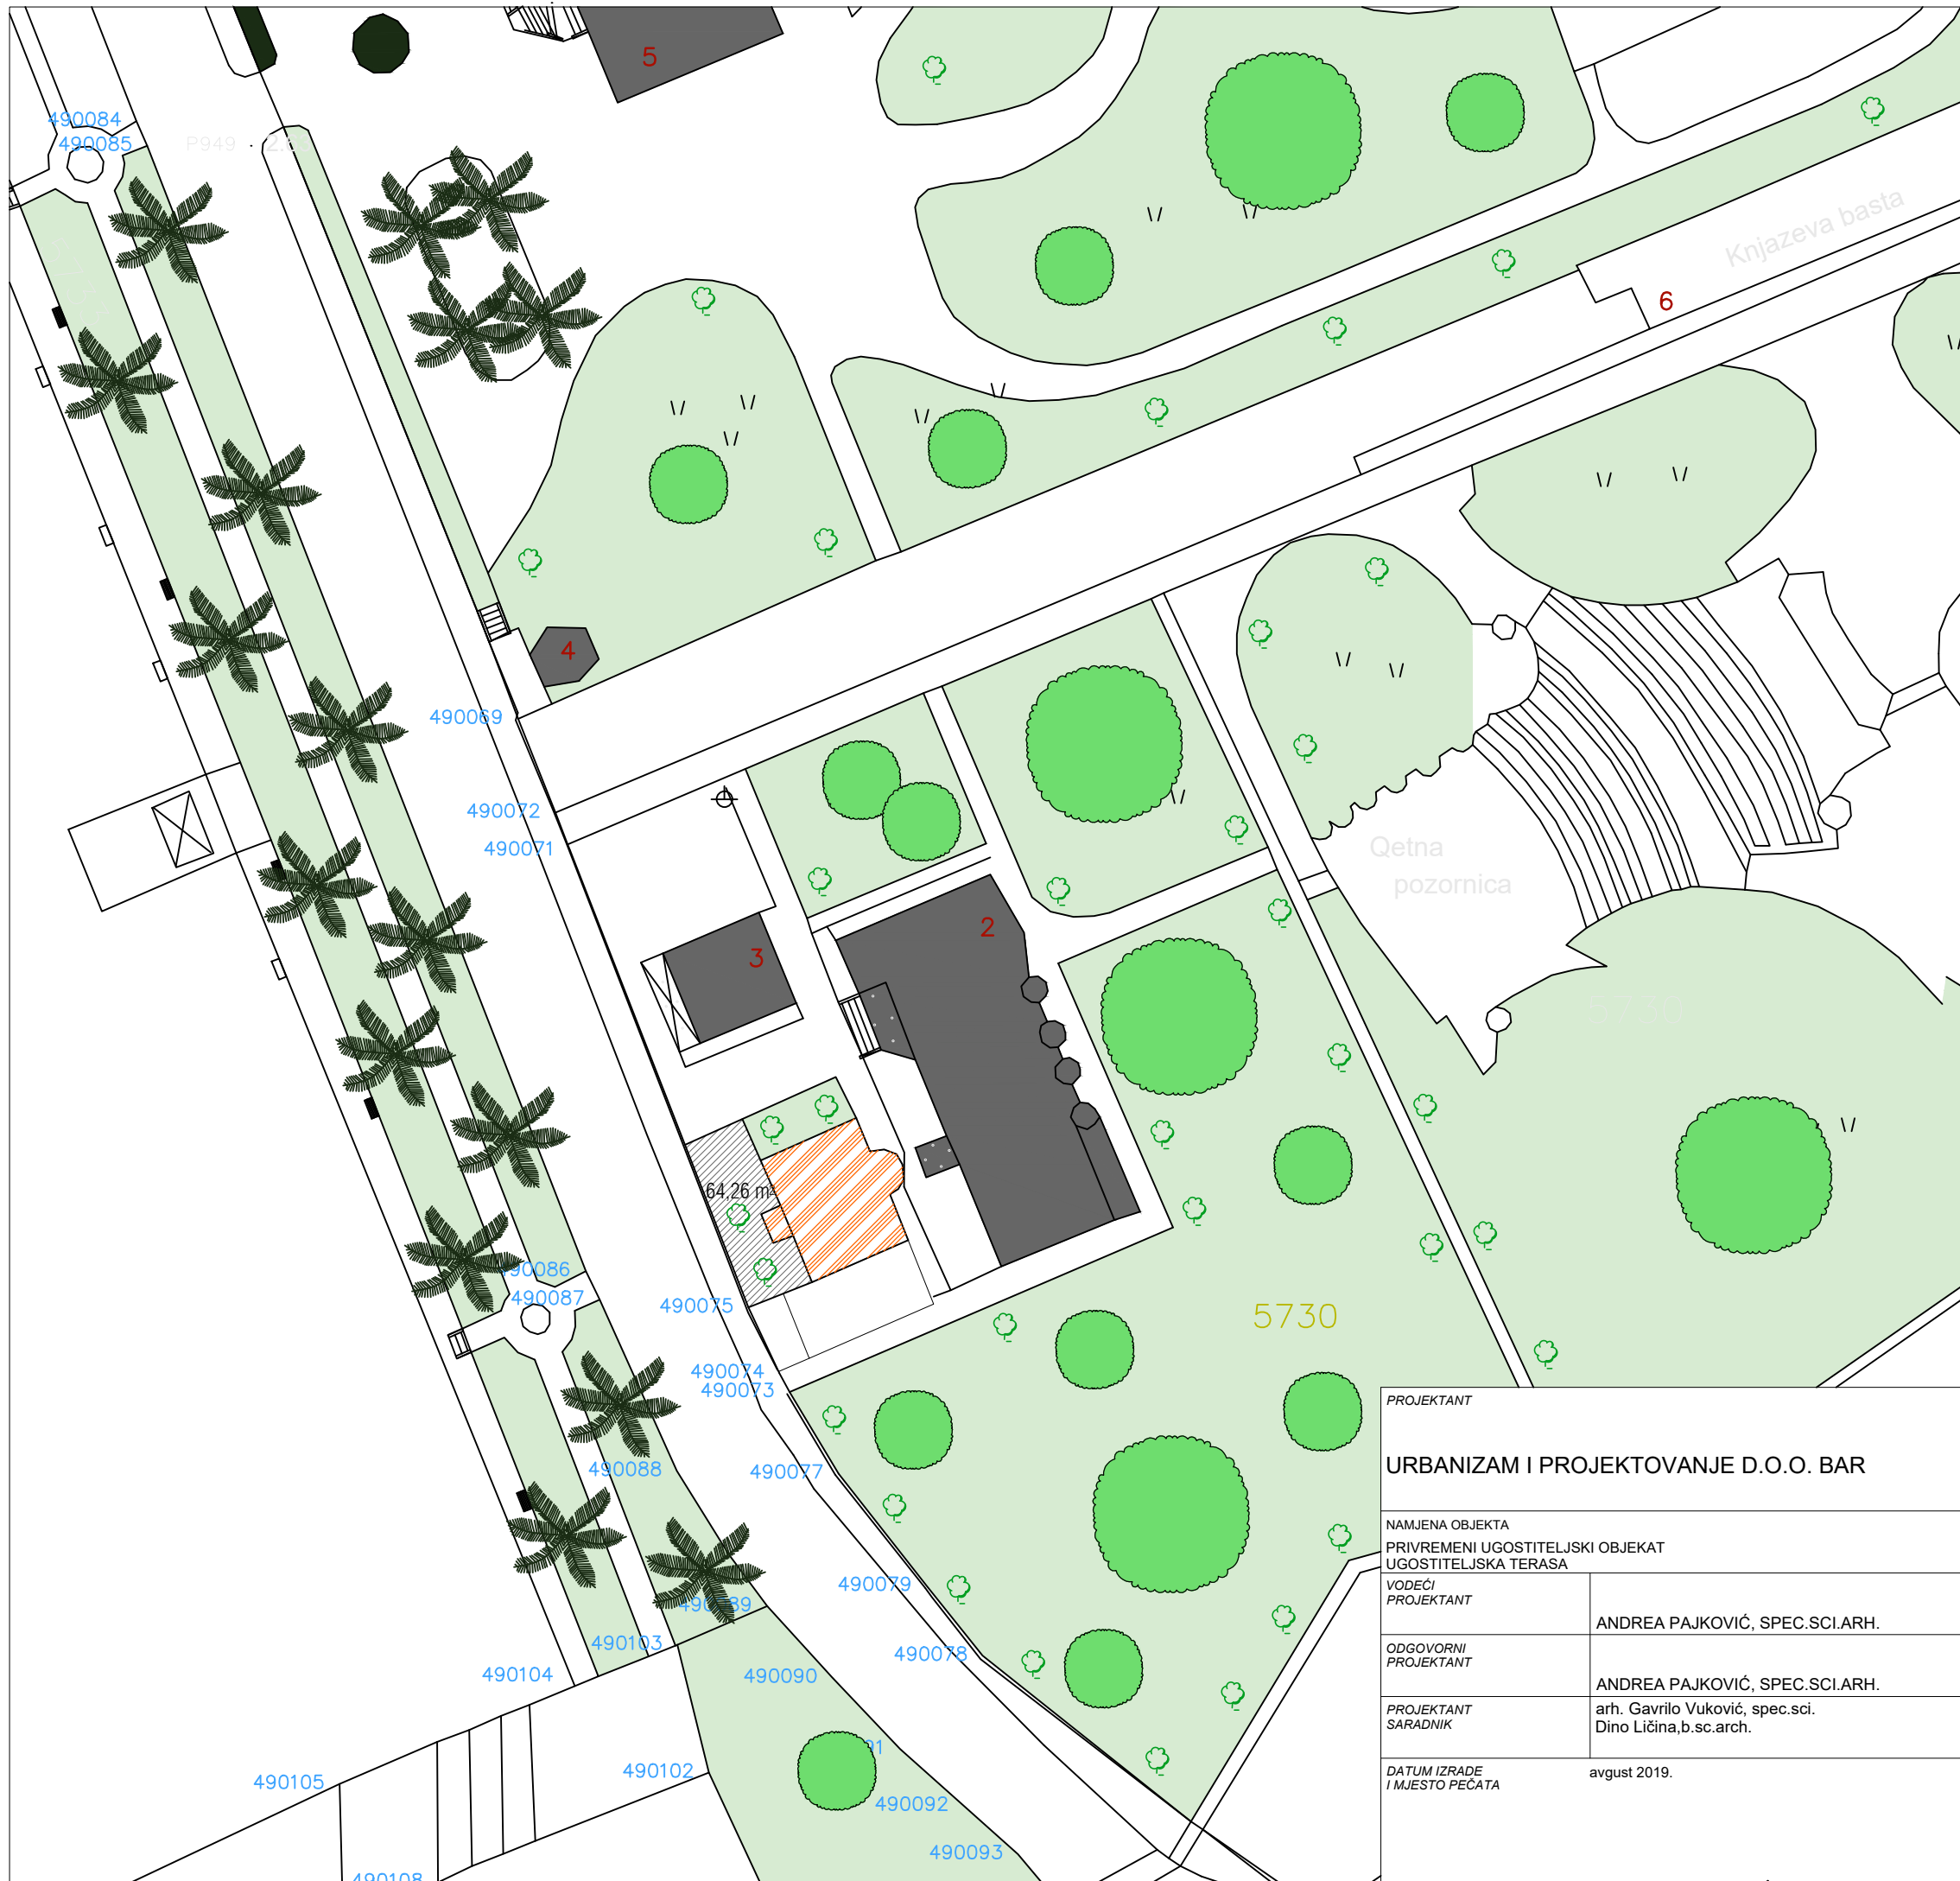 5
490084
490085
P949
2.6
Knjazeva basta
6
4
490069
490072
490071
Qetna
pozornica
2
3
5730
64,26 m²
490086
490087
490075
5730
490074
490073
490077
490088
490079
490103
490078
490104
490090
490105
490102
490092
490093
490108
PROJEKTANT
URBANIZAM I PROJEKTOVANJE D.O.O. BAR
NAMJENA OBJEKTA
PRIVREMENI UGOSTITELJSKI OBJEKAT
UGOSTITELJSKA TERASA
VODEĆI
PROJEKTANT
ANDREA PAJKOVIĆ, SPEC.SCI.ARH.
ODGOVORNI
PROJEKTANT
ANDREA PAJKOVIĆ, SPEC.SCI.ARH.
PROJEKTANT
SARADNIK
arh. Gavrilo Vuković, spec.sci.
Dino Ličina,b.sc.arch.
DATUM IZRADE
I MJESTO PEČATA
avgust 2019.